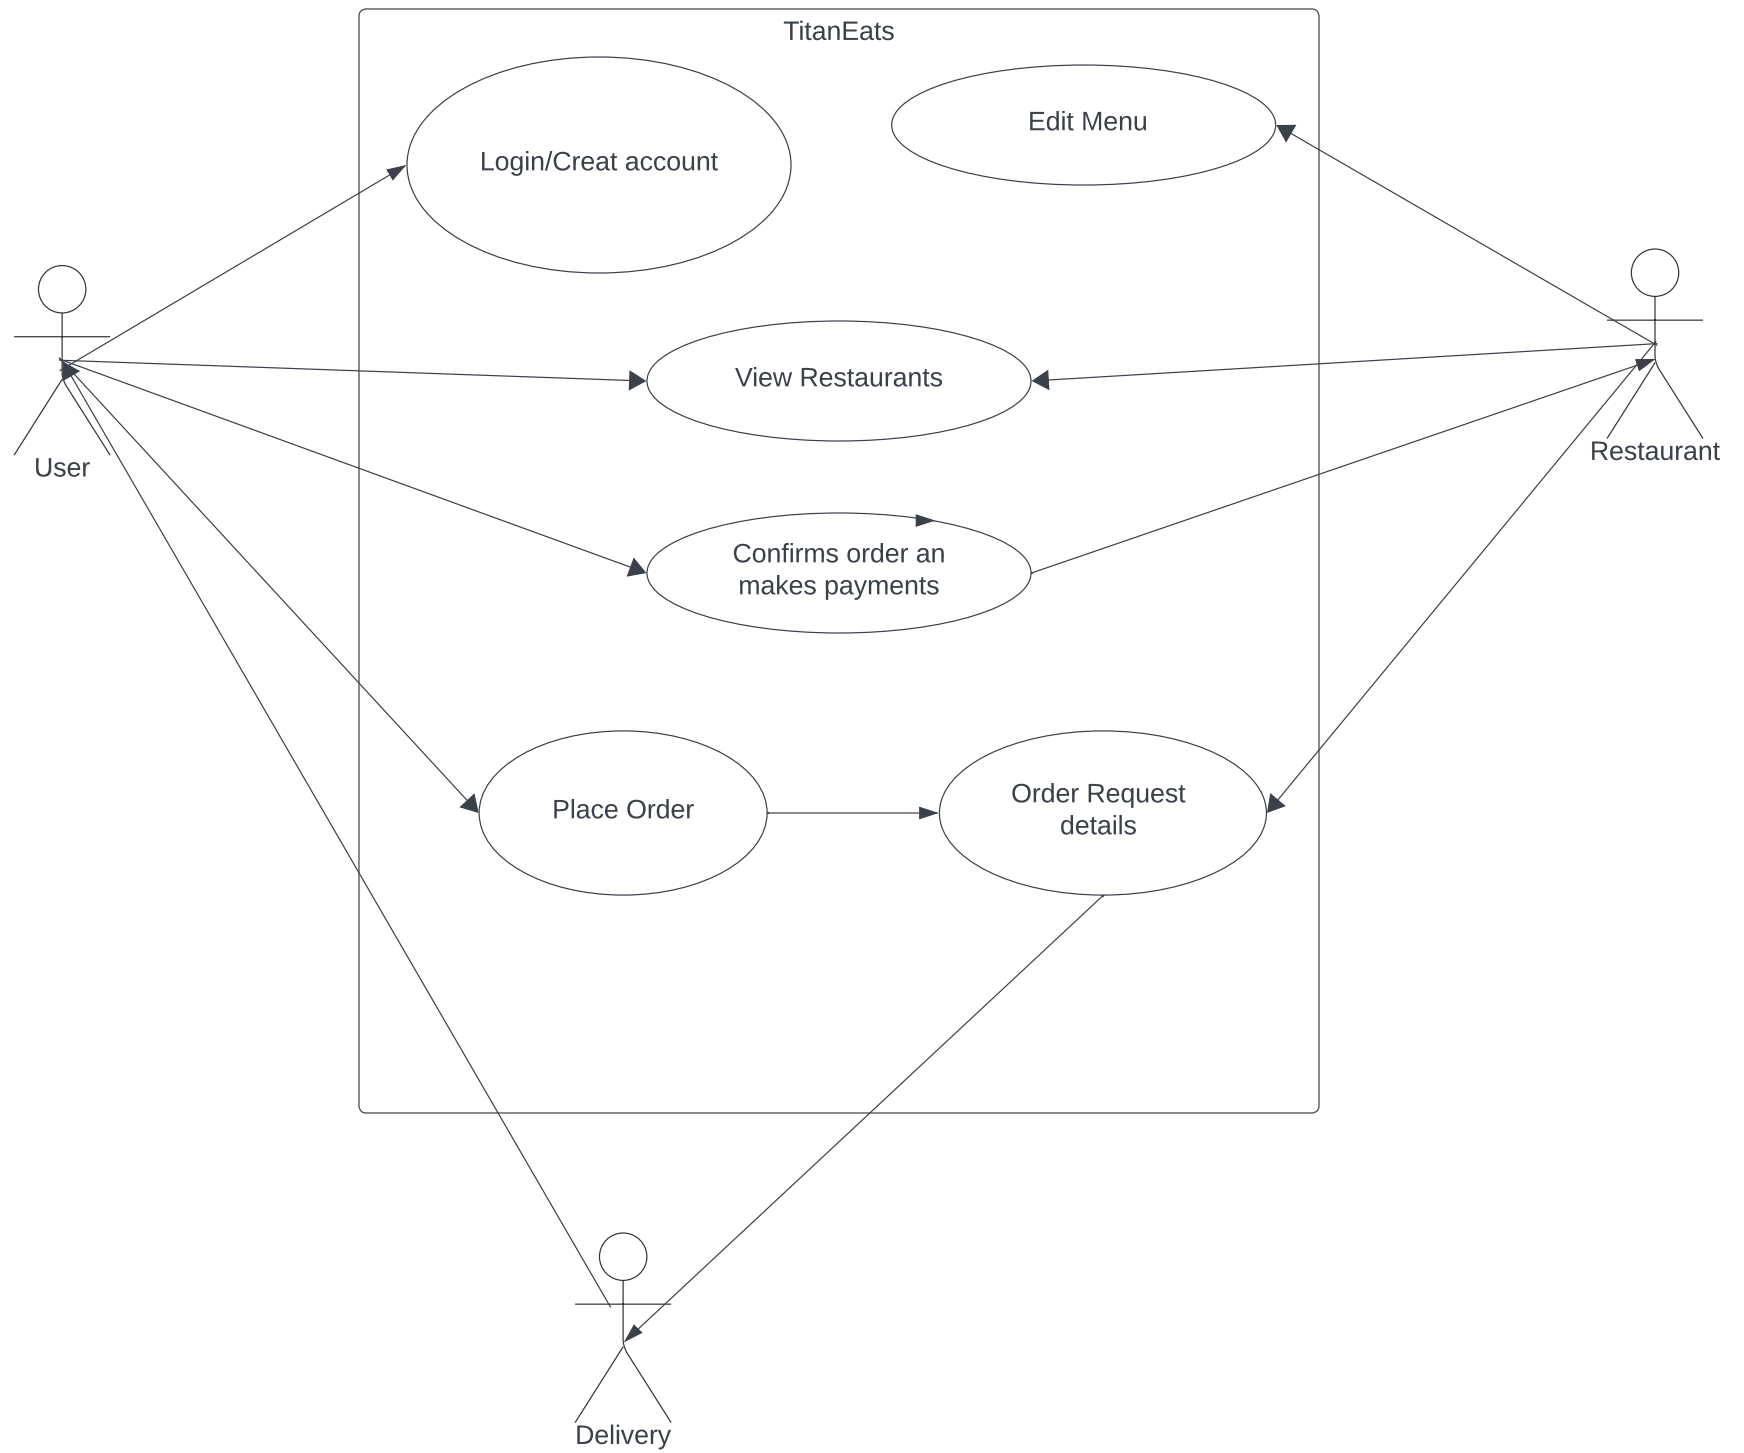 TitanEats
Login/Creat account
Edit Menu
View Restaurants
User
Restaurant
Confirms order an
makes payments
Place Order
Order Request
details
Delivery